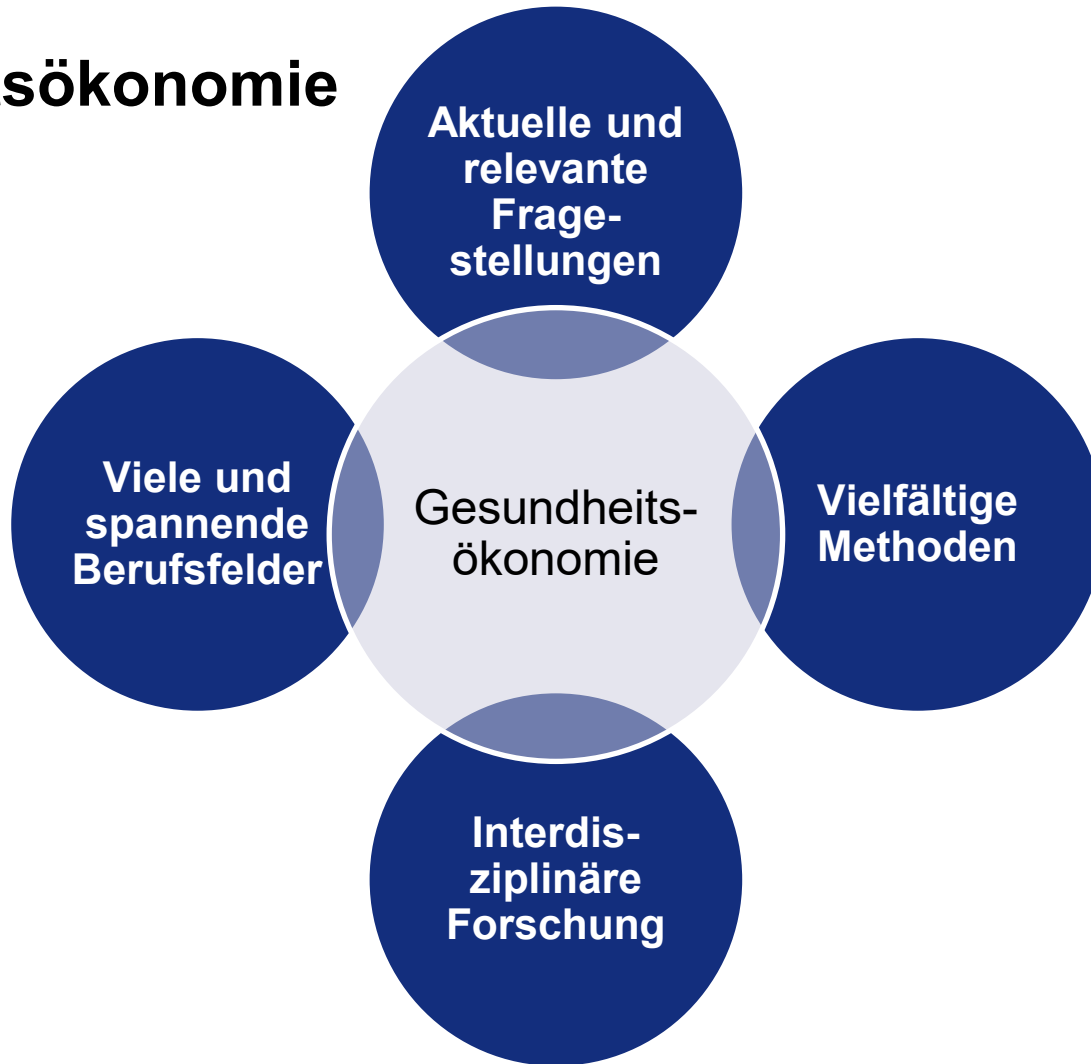 sökonomie
Aktuelle und
relevante
Frage-
stellungen
Viele und
spannende
Berufsfelder
Gesundheits-
ökonomie
Vielfältige
Methoden
Interdis-
ziplinäre
Forschung